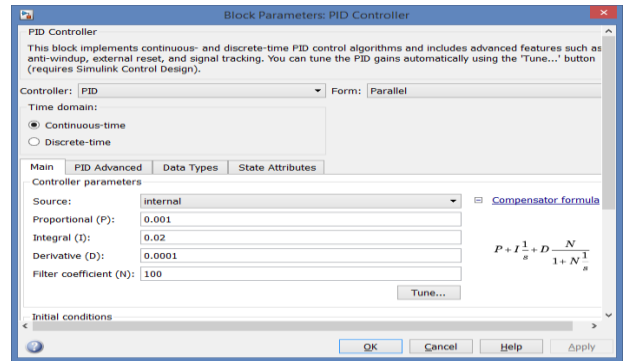 Block Parameters: PID Controller
PID Controller
This block implements continuous- and discrete-time PID control algorithms and includes advanced features such as
anti-windup, external reset, and signal tracking. You can tune the PID gains automatically using the 'Tune...' button
(requires Simulink Control Design).
Controller: PID Form: Parallel
Time domain:
Continuous-time
Discrete-time
Main PID Advanced Data Types State Attributes
Controller parameters
Source: internal Compensator formula
Proportional (P): 0.001
Integral (I): 0.02
Derivative (D): 0.0001
Filter coefficient (N): 100
P + I 1/s + D N/(1 + N 1/s)
Tune...
Initial conditions
OK Cancel Help Apply